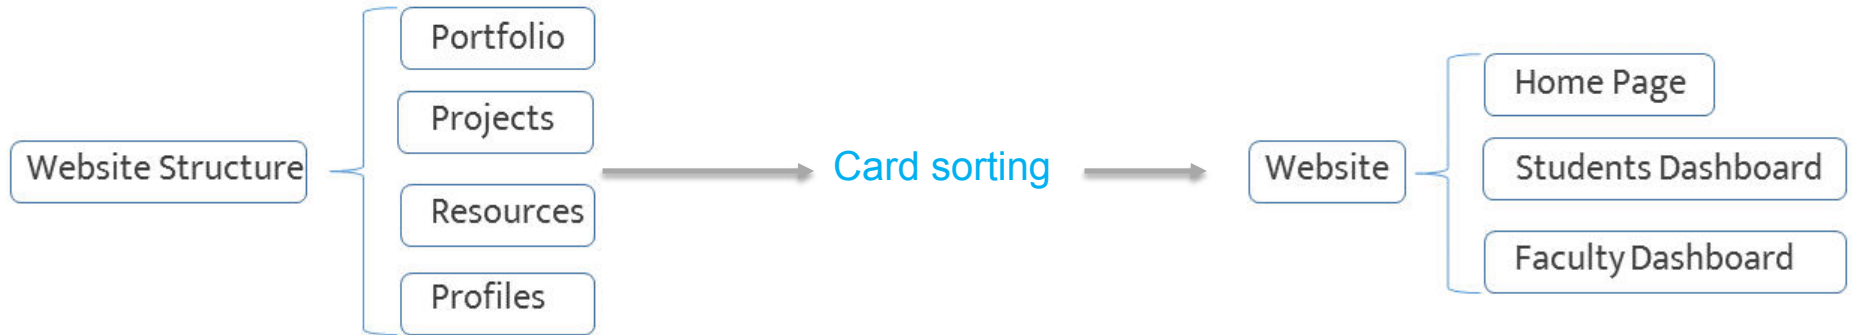 Website Structure
Portfolio
Projects
Resources
Profiles
Card sorting
Website
Home Page
Students Dashboard
Faculty Dashboard